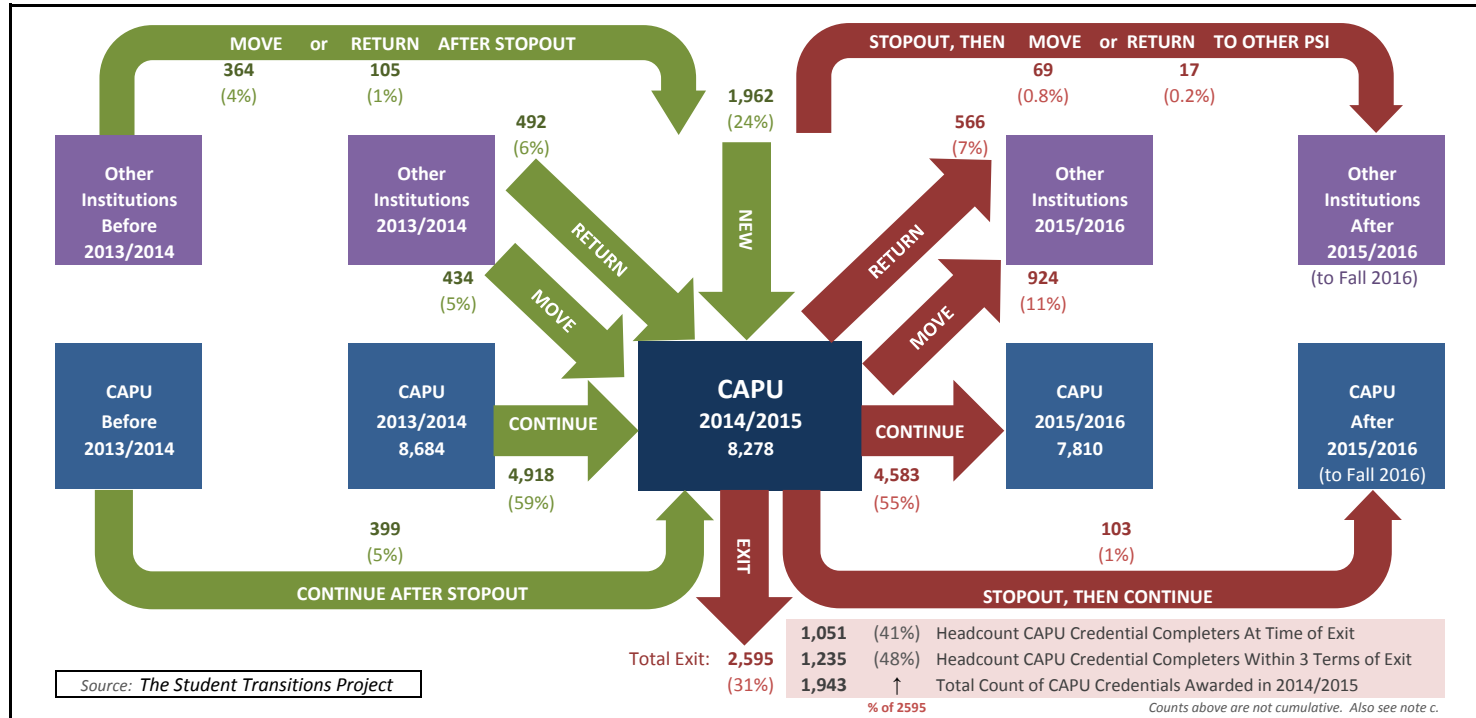 MOVE or RETURN AFTER STOPOUT
364 105
(4%) (1%)
STOPOUT, THEN MOVE or RETURN TO OTHER PSI
69 17
(0.8%) (0.2%)
1,962
(24%)
492
(6%)
566
(7%)
Other
Institutions
Before
2013/2014
Other
Institutions
2013/2014
NEW
Other
Institutions
2015/2016
Other
Institutions
After
2015/2016
(to Fall 2016)
RETURN
RETURN
434
(5%)
MOVE
MOVE
924
(11%)
CAPU
Before
2013/2014
CAPU
2013/2014
8,684
CONTINUE
4,918
(59%)
CAPU
2014/2015
8,278
CONTINUE
4,583
(55%)
CAPU
2015/2016
7,810
CAPU
After
2015/2016
(to Fall 2016)
399
(5%)
CONTINUE AFTER STOPOUT
EXIT
103
(1%)
STOPOUT, THEN CONTINUE
Total Exit: 2,595
(31%)
1,051 (41%) Headcount CAPU Credential Completers At Time of Exit
1,235 (48%) Headcount CAPU Credential Completers Within 3 Terms of Exit
1,943 ↑ Total Count of CAPU Credentials Awarded in 2014/2015
% of 2595 Counts above are not cumulative. Also see note c.
Source: The Student Transitions Project